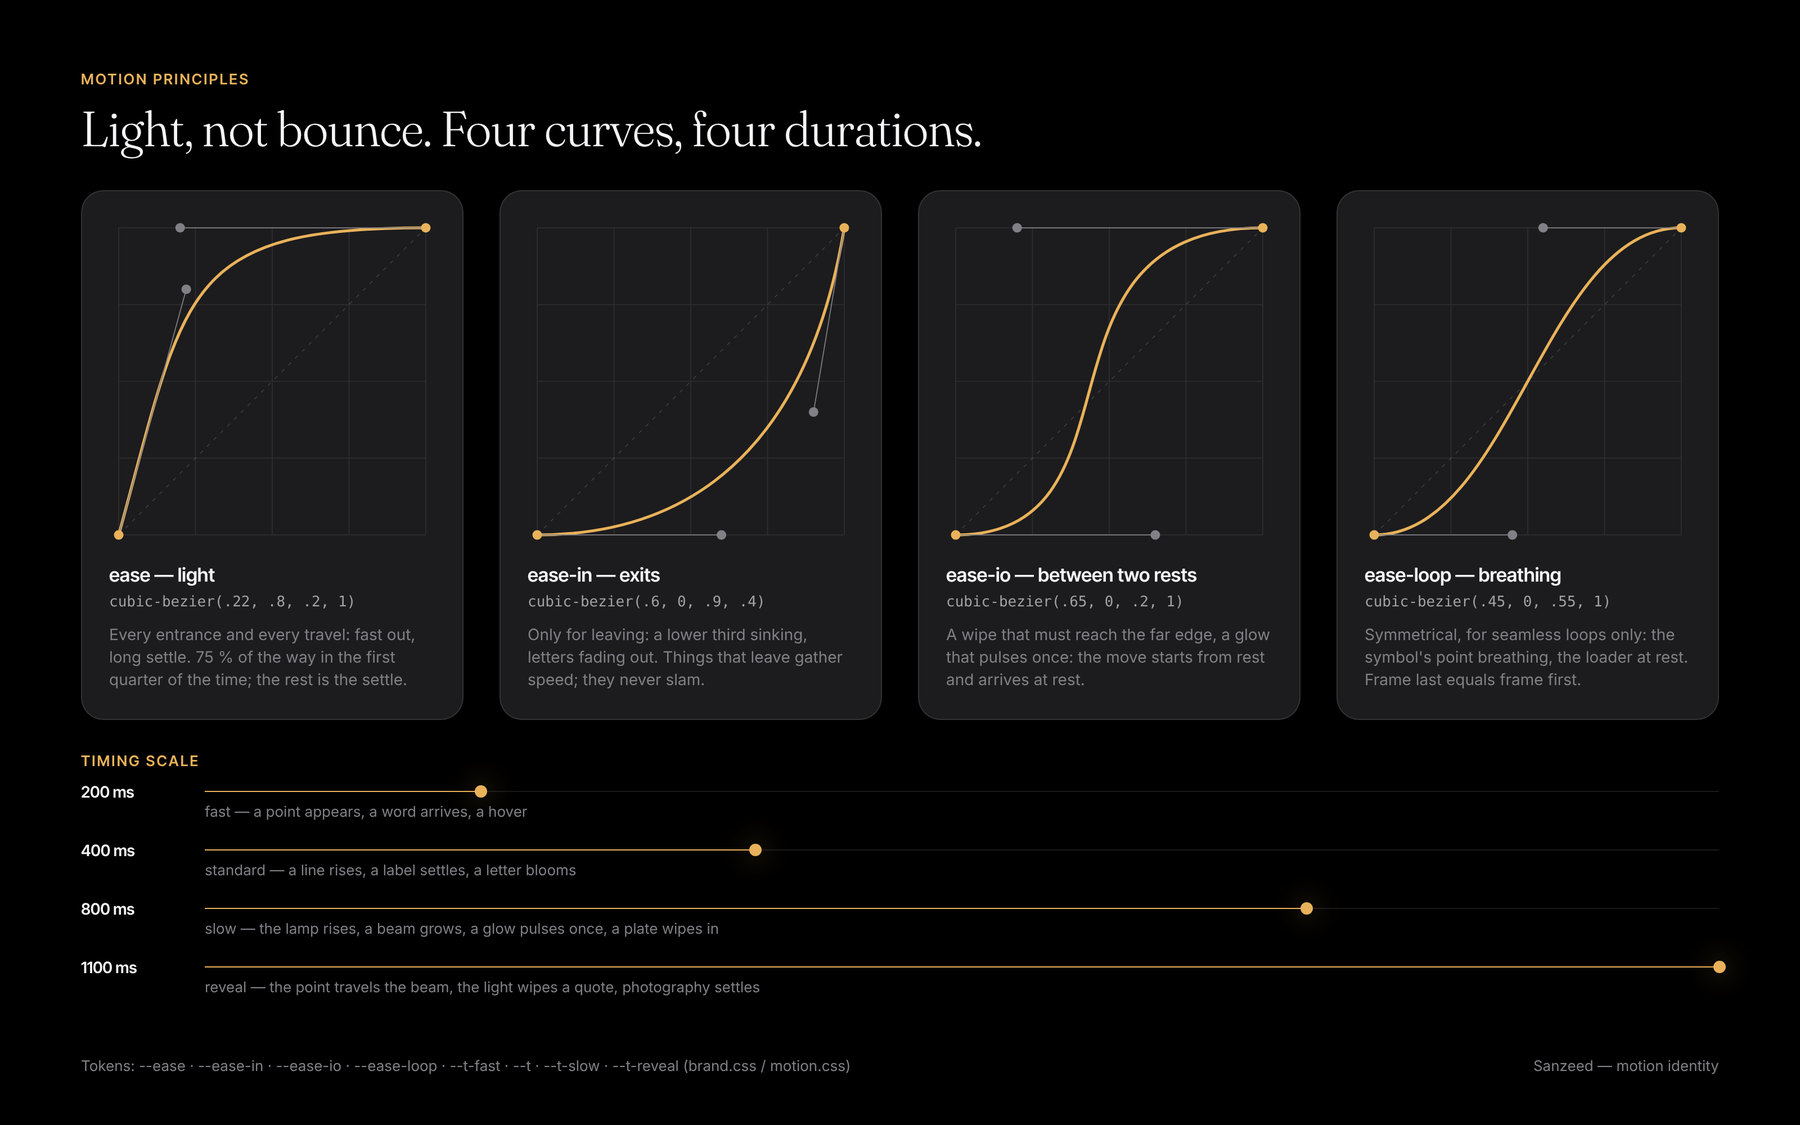 MOTION PRINCIPLES
Light, not bounce. Four curves, four durations.
ease — light
cubic-bezier(.22, .8, .2, 1)
Every entrance and every travel: fast out,
long settle. 75 % of the way in the first
quarter of the time; the rest is the settle.
ease-in — exits
cubic-bezier(.6, 0, .9, .4)
Only for leaving: a lower third sinking,
letters fading out. Things that leave gather
speed; they never slam.
ease-io — between two rests
cubic-bezier(.65, 0, .2, 1)
A wipe that must reach the far edge, a glow
that pulses once: the move starts from rest
and arrives at rest.
ease-loop — breathing
cubic-bezier(.45, 0, .55, 1)
Symmetrical, for seamless loops only: the
symbol's point breathing, the loader at rest.
Frame last equals frame first.
TIMING SCALE
200 ms
fast — a point appears, a word arrives, a hover
400 ms
standard — a line rises, a label settles, a letter blooms
800 ms
slow — the lamp rises, a beam grows, a glow pulses once, a plate wipes in
1100 ms
reveal — the point travels the beam, the light wipes a quote, photography settles
Tokens: --ease · --ease-in · --ease-io · --ease-loop · --t-fast · --t · --t-slow · --t-reveal (brand.css / motion.css)
Sanzeed — motion identity